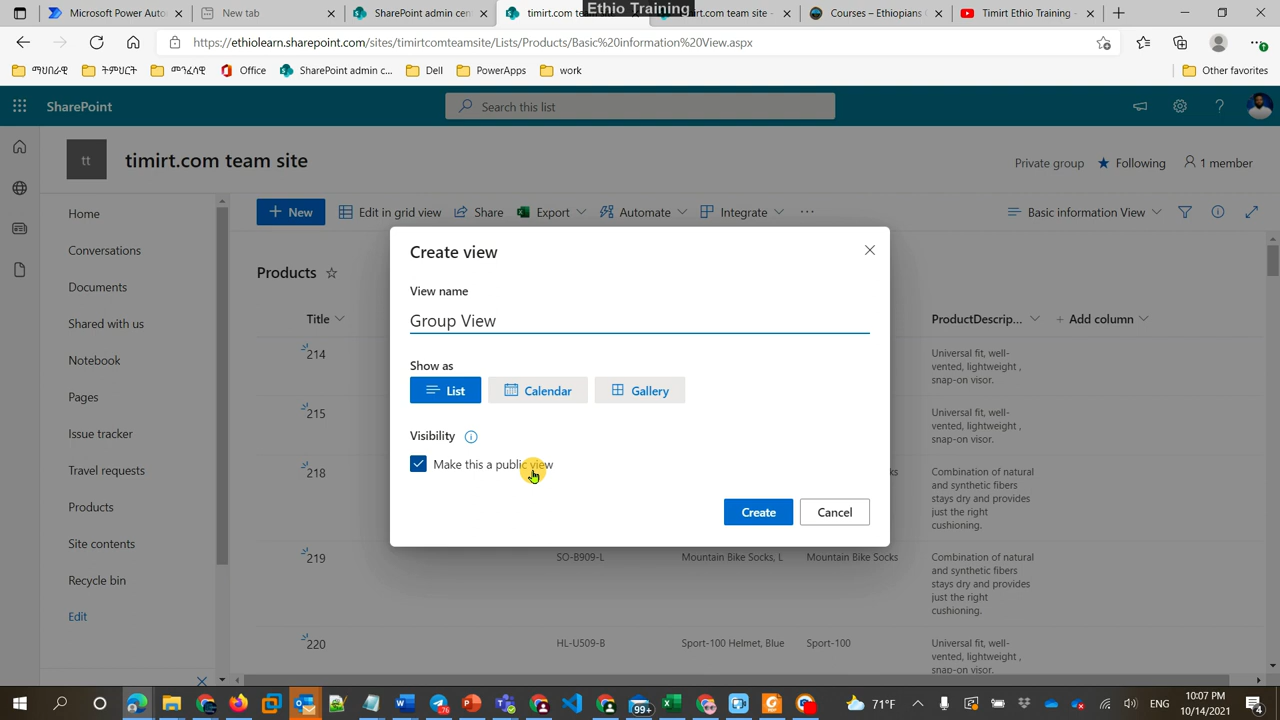 Ethio Training
Microsoft Power Auto
New tab
SharePoint admin cen
timirt.com team site
com team site -
Courses – Ethiopians
Timirt Ethio Training -
https://ethiolearn.sharepoint.com/sites/timirtcomteamsite/Lists/Products/Basic%20information%20View.aspx
ማህበራዊ
ትምህርት
መንፈሳዊ
Office
SharePoint admin c...
Dell
PowerApps
work
Other favorites
SharePoint
Search this list
tt
timirt.com team site
Private group
Following
1 member
Home
Conversations
Documents
Shared with us
Notebook
Pages
Issue tracker
Travel requests
Products
Site contents
Recycle bin
Edit
New
Edit in grid view
Share
Export
Automate
Integrate
Basic information View
Products
Title
ProductDescrip...
Add column
214
Universal fit, well-
vented, lightweight ,
snap-on visor.
215
Universal fit, well-
vented, lightweight ,
snap-on visor.
218
ks
Combination of natural
and synthetic fibers
stays dry and provides
just the right
cushioning.
219
SO-B909-L
Mountain Bike Socks, L
Mountain Bike Socks
Combination of natural
and synthetic fibers
stays dry and provides
just the right
cushioning.
220
HL-U509-B
Sport-100 Helmet, Blue
Sport-100
Universal fit, well-
vented, lightweight ,
snap-on visor.
Create view
View name
Group View
Show as
List
Calendar
Gallery
Visibility
Make this a public view
Create
Cancel
99+
71°F
10:07 PM
10/14/2021
4